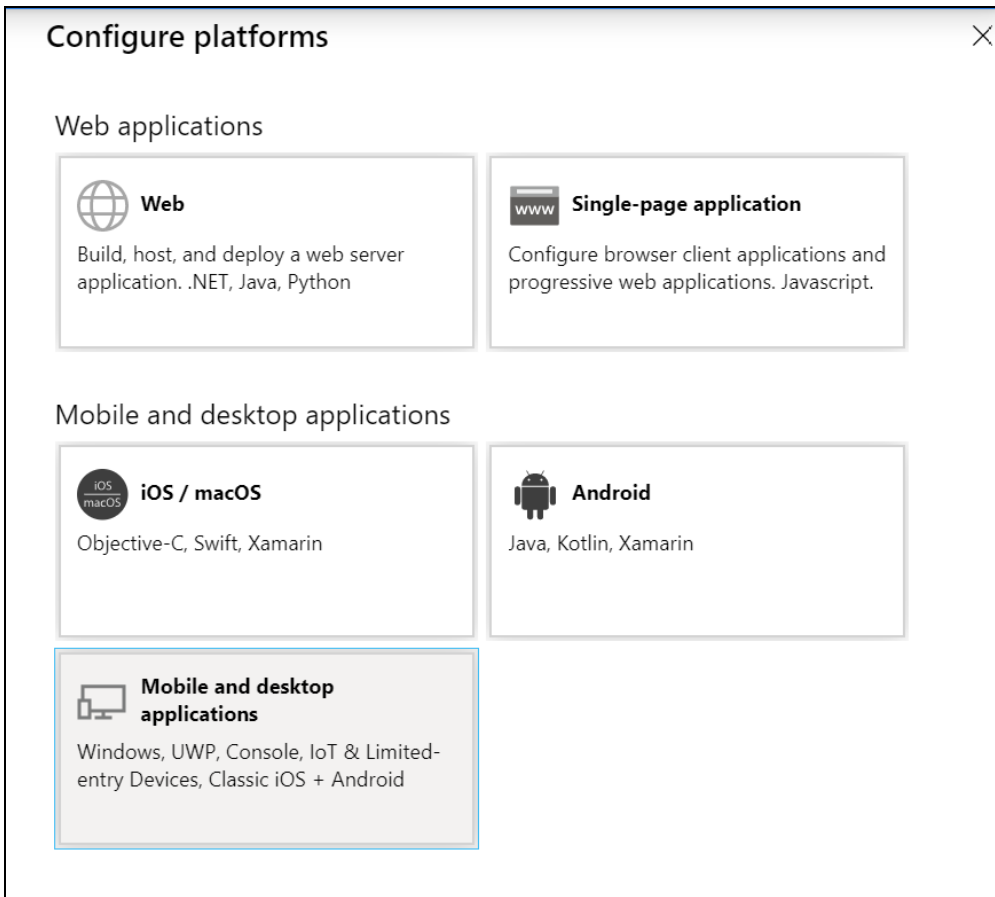 Configure platforms
Web applications
Web
Build, host, and deploy a web server
application. .NET, Java, Python
www
Single-page application
Configure browser client applications and
progressive web applications. Javascript.
Mobile and desktop applications
iOS
macOS
iOS / macOS
Objective-C, Swift, Xamarin
Android
Java, Kotlin, Xamarin
Mobile and desktop
applications
Windows, UWP, Console, IoT & Limited-
entry Devices, Classic iOS + Android